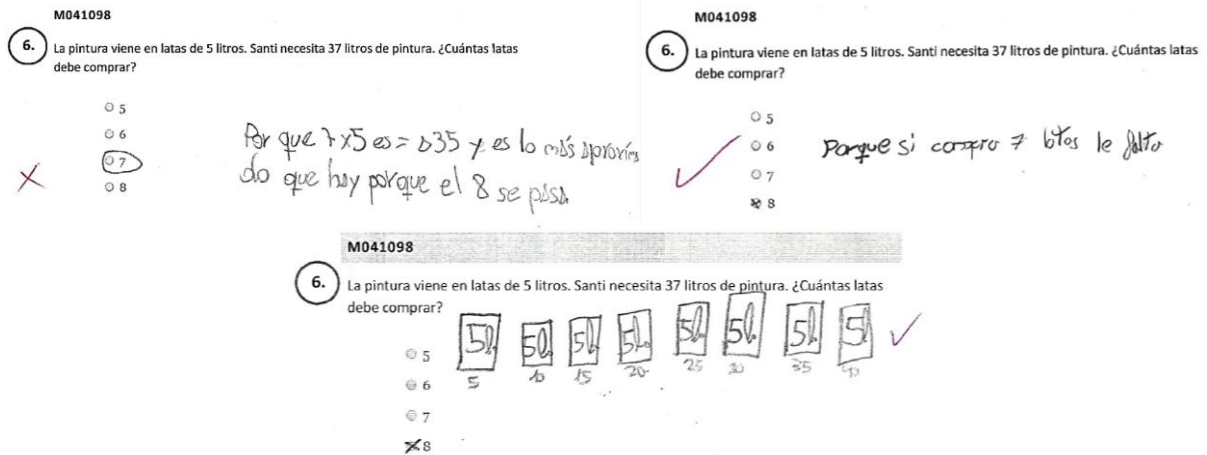 M041098
6. La pintura viene en latas de 5 litros. Santi necesita 37 litros de pintura. ¿Cuántas latas
debe comprar?
5
6
7
8
Por que 7x5 es = 35 y es lo más aproxima
do que hay porque el 8 se pasa
M041098
6. La pintura viene en latas de 5 litros. Santi necesita 37 litros de pintura. ¿Cuántas latas
debe comprar?
5
6
7
8
Porque si compro 7 botes le falta
M041098
6. La pintura viene en latas de 5 litros. Santi necesita 37 litros de pintura. ¿Cuántas latas
debe comprar?
5l. 5l. 5l. 5l. 5l. 5l. 5l. 5l
5 10 15 20 25 30 35 40
5
6
7
8